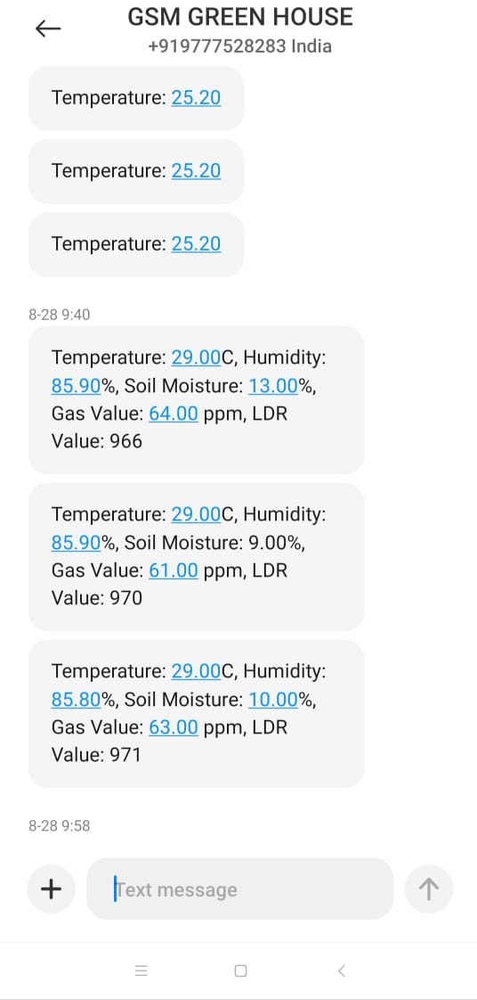 GSM GREEN HOUSE
+919777528283 India
Temperature: 25.20
Temperature: 25.20
Temperature: 25.20
8-28 9:40
Temperature: 29.00C, Humidity:
85.90%, Soil Moisture: 13.00%,
Gas Value: 64.00 ppm, LDR
Value: 966
Temperature: 29.00C, Humidity:
85.90%, Soil Moisture: 9.00%,
Gas Value: 61.00 ppm, LDR
Value: 970
Temperature: 29.00C, Humidity:
85.80%, Soil Moisture: 10.00%,
Gas Value: 63.00 ppm, LDR
Value: 971
8-28 9:58
Text message